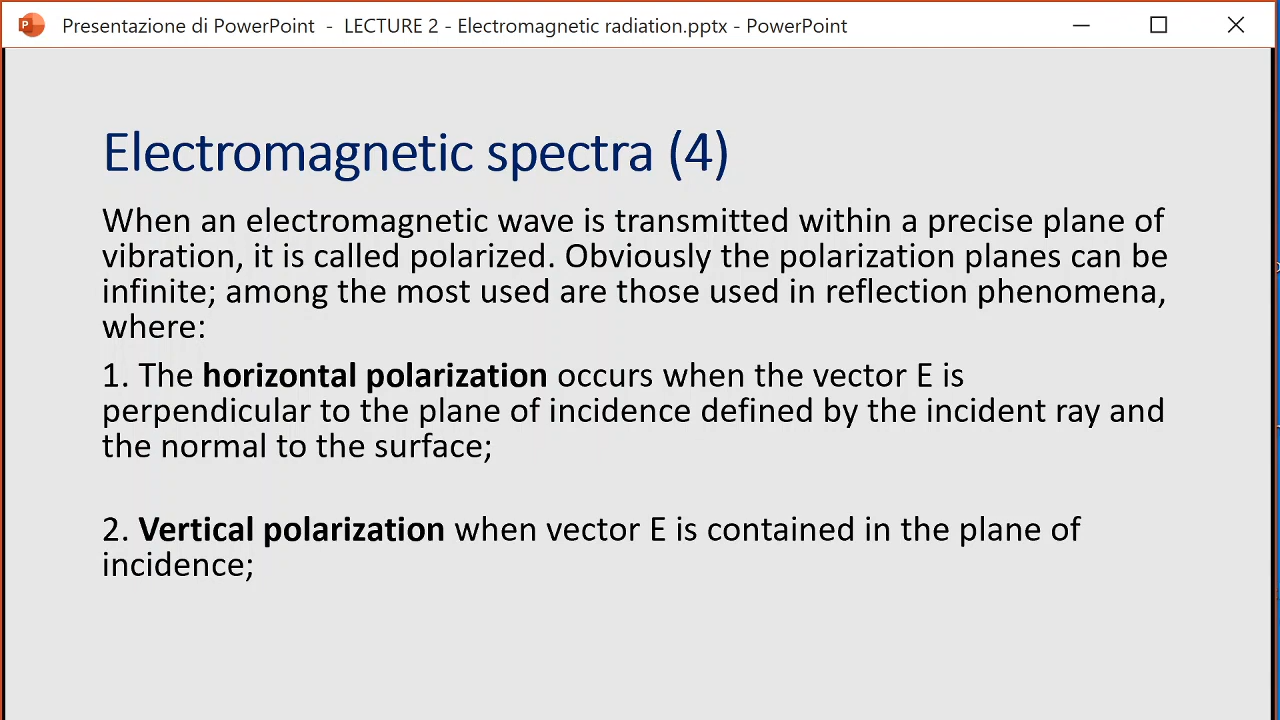 Presentazione di PowerPoint - LECTURE 2 - Electromagnetic radiation.pptx - PowerPoint
Electromagnetic spectra (4)
When an electromagnetic wave is transmitted within a precise plane of
vibration, it is called polarized. Obviously the polarization planes can be
infinite; among the most used are those used in reflection phenomena,
where:
1. The horizontal polarization occurs when the vector E is
perpendicular to the plane of incidence defined by the incident ray and
the normal to the surface;
2. Vertical polarization when vector E is contained in the plane of
incidence;